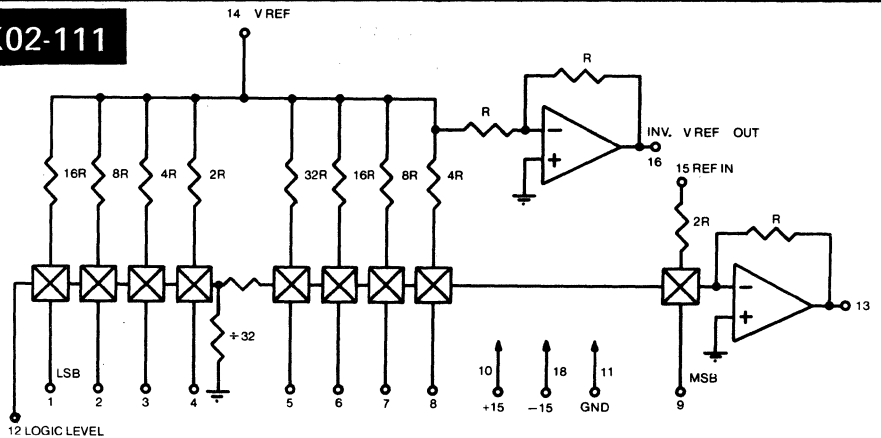 K02-111
14 V REF
R
R
INV. V REF OUT
16
15 REF IN
16R 8R 4R 2R 32R 16R 8R 4R
2R R
÷32
13
LSB
10 18 11
MSB
1 2 3 4 5 6 7 8 +15 −15 GND 9
12 LOGIC LEVEL